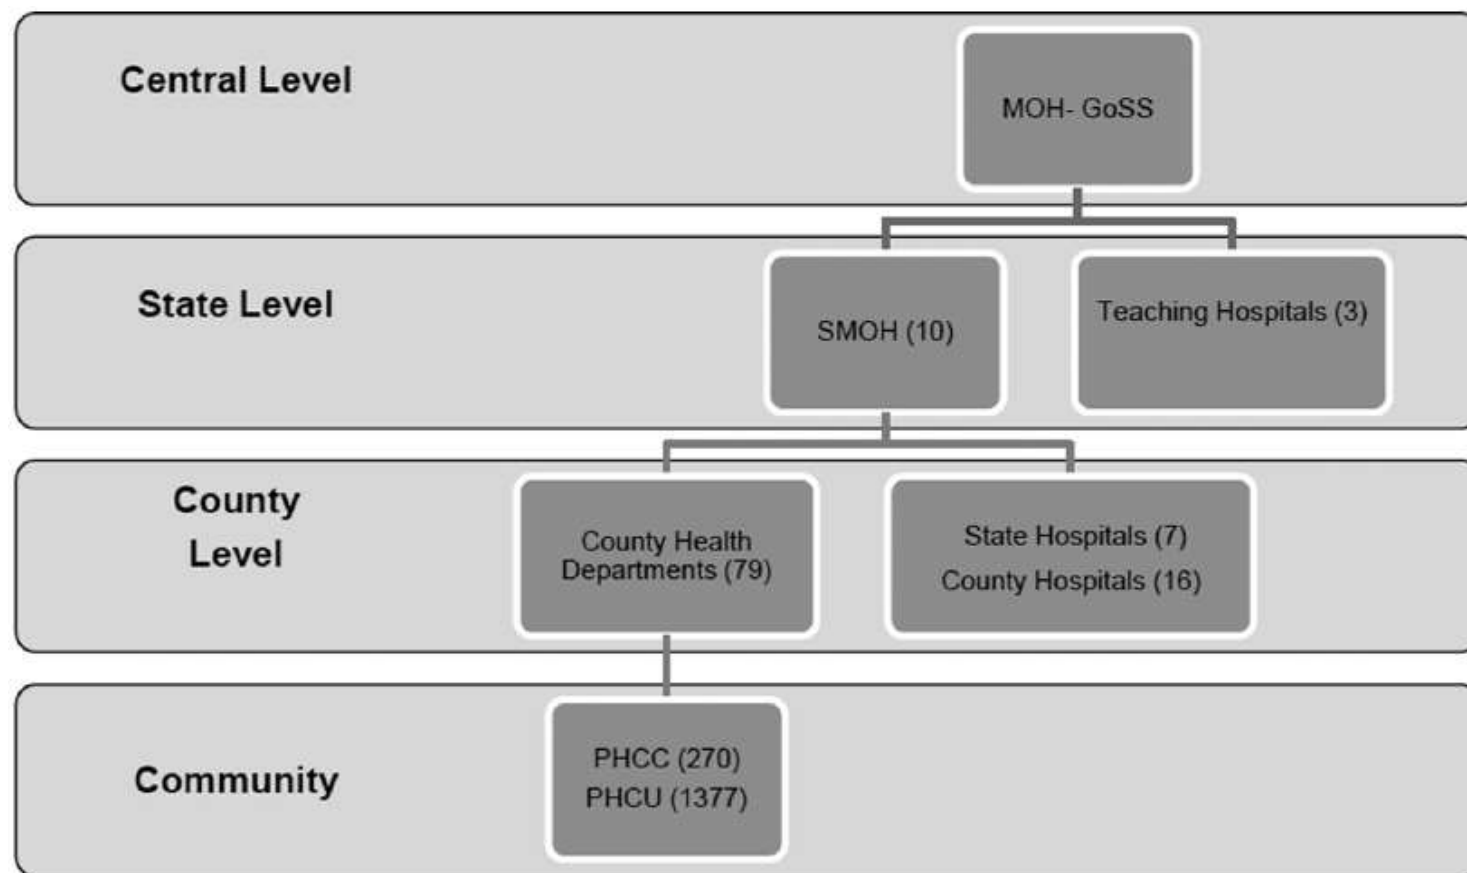 Central Level
MOH- GoSS
State Level
SMOH (10)
Teaching Hospitals (3)
County
Level
County Health
Departments (79)
State Hospitals (7)
County Hospitals (16)
Community
PHCC (270)
PHCU (1377)